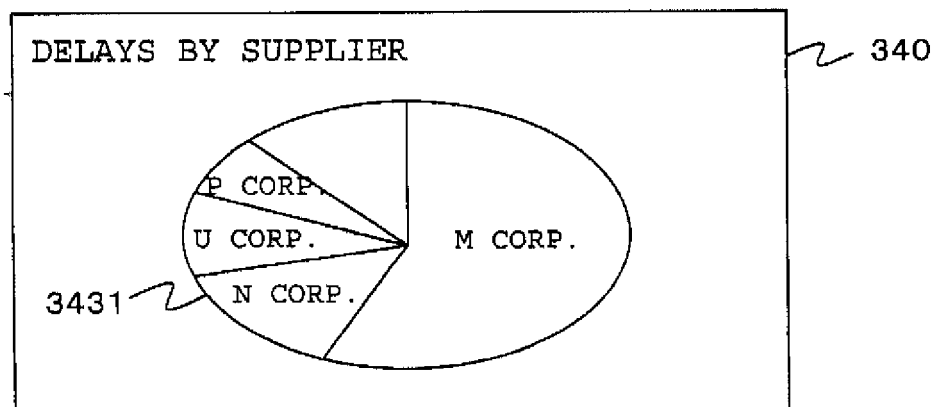 DELAYS BY SUPPLIER
340
P CORP.
U CORP.
M CORP.
N CORP.
3431